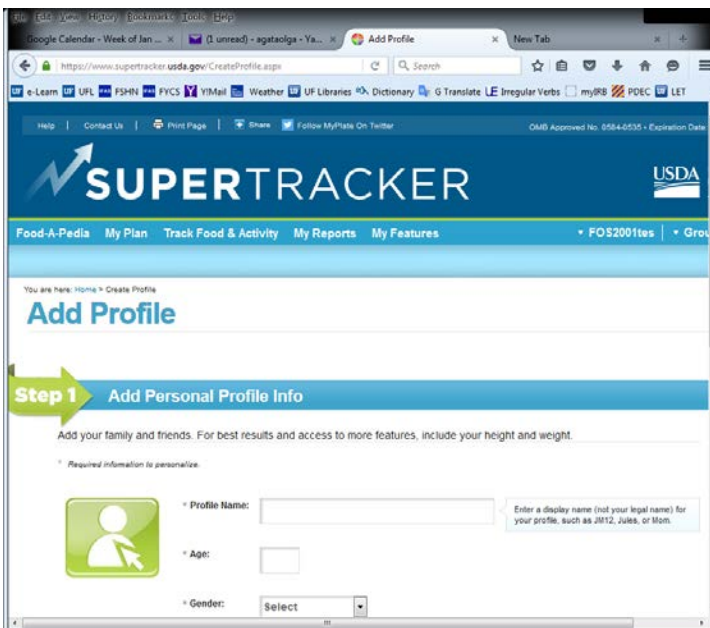 File Edit View History Bookmarks Tools Help
Google Calendar - Week of Jan ... × (1 unread) - agataolga - Ya... × Add Profile × New Tab ×
https://www.supertracker.usda.gov/CreateProfile.aspx Search
e-Learn UFL FSHN FYCS Y!Mail Weather UF Libraries Dictionary G Translate Irregular Verbs myIRB PDEC LET
Help | Contact Us | Print Page | Share Follow MyPlate On Twitter OMB Approved No. 0584-0535 • Expiration Date
SUPERTRACKER USDA
Food-A-Pedia My Plan Track Food & Activity My Reports My Features FOS2001tes | Grou
You are here: Home > Create Profile
Add Profile
Step 1 Add Personal Profile Info
Add your family and friends. For best results and access to more features, include your height and weight.
* Required information to personalize.
* Profile Name: Enter a display name (not your legal name) for
your profile, such as JM12, Jules, or Mom.
* Age:
* Gender: Select